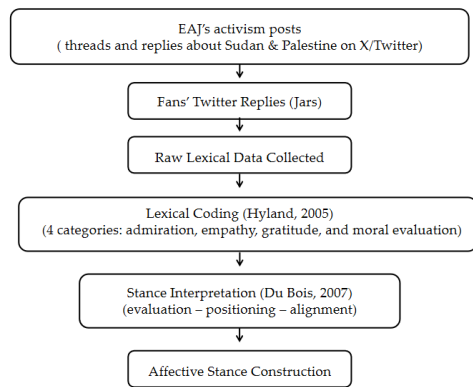 EAJ’s activism posts
( threads and replies about Sudan & Palestine on X/Twitter)
Fans’ Twitter Replies (Jars)
Raw Lexical Data Collected
Lexical Coding (Hyland, 2005)
(4 categories: admiration, empathy, gratitude, and moral evaluation)
Stance Interpretation (Du Bois, 2007)
(evaluation – positioning – alignment)
Affective Stance Construction